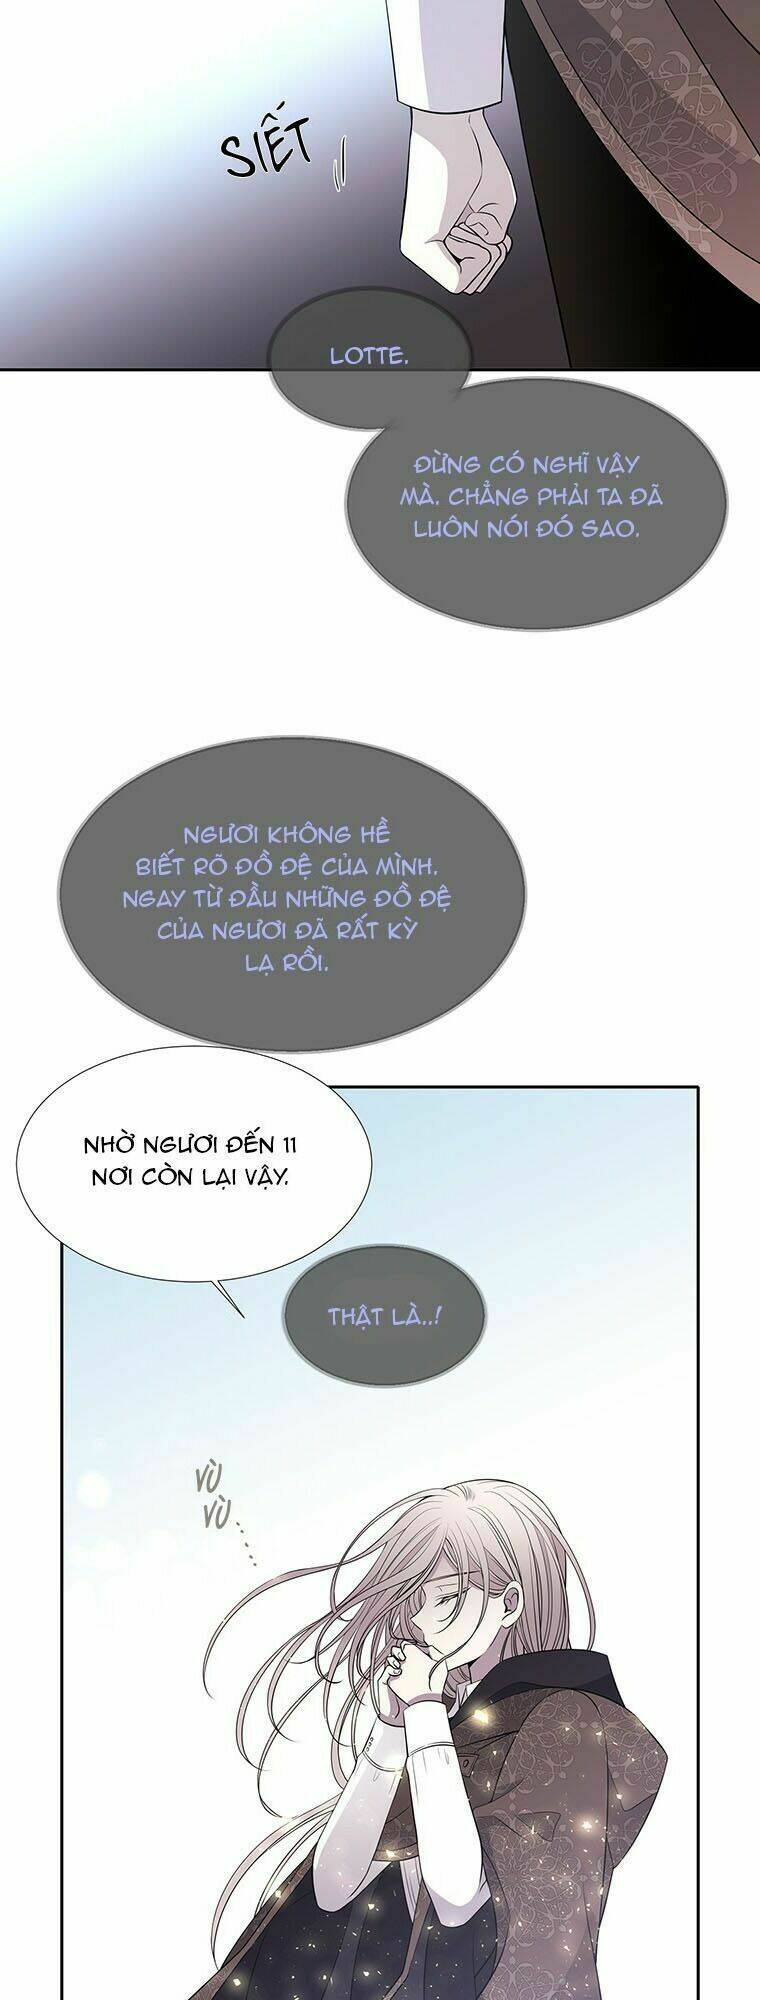 SIẾT
LOTTE.
ĐỪNG CÓ NGHĨ VẬY
MÀ. CHẲNG PHẢI TA ĐÃ
LUÔN NÓI ĐÓ SAO.
NGƯƠI KHÔNG HỀ
BIẾT RÕ ĐỒ ĐỆ CỦA MÌNH.
NGAY TỪ ĐẦU NHỮNG ĐỒ ĐỆ
CỦA NGƯƠI ĐÃ RẤT KỲ
LẠ RỒI.
NHỜ NGƯƠI ĐẾN 11
NƠI CÒN LẠI VẬY.
THẬT LÀ..!
VÙ
VÙ